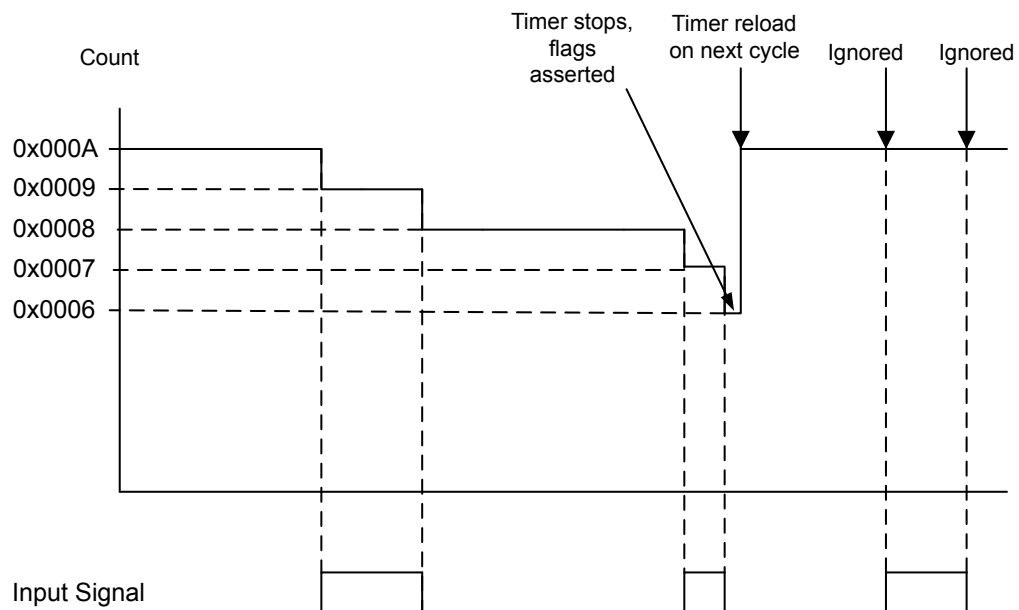 Timer stops,
flags
asserted
Timer reload
on next cycle
Ignored
Ignored
Count
0x000A
0x0009
0x0008
0x0007
0x0006
Input Signal